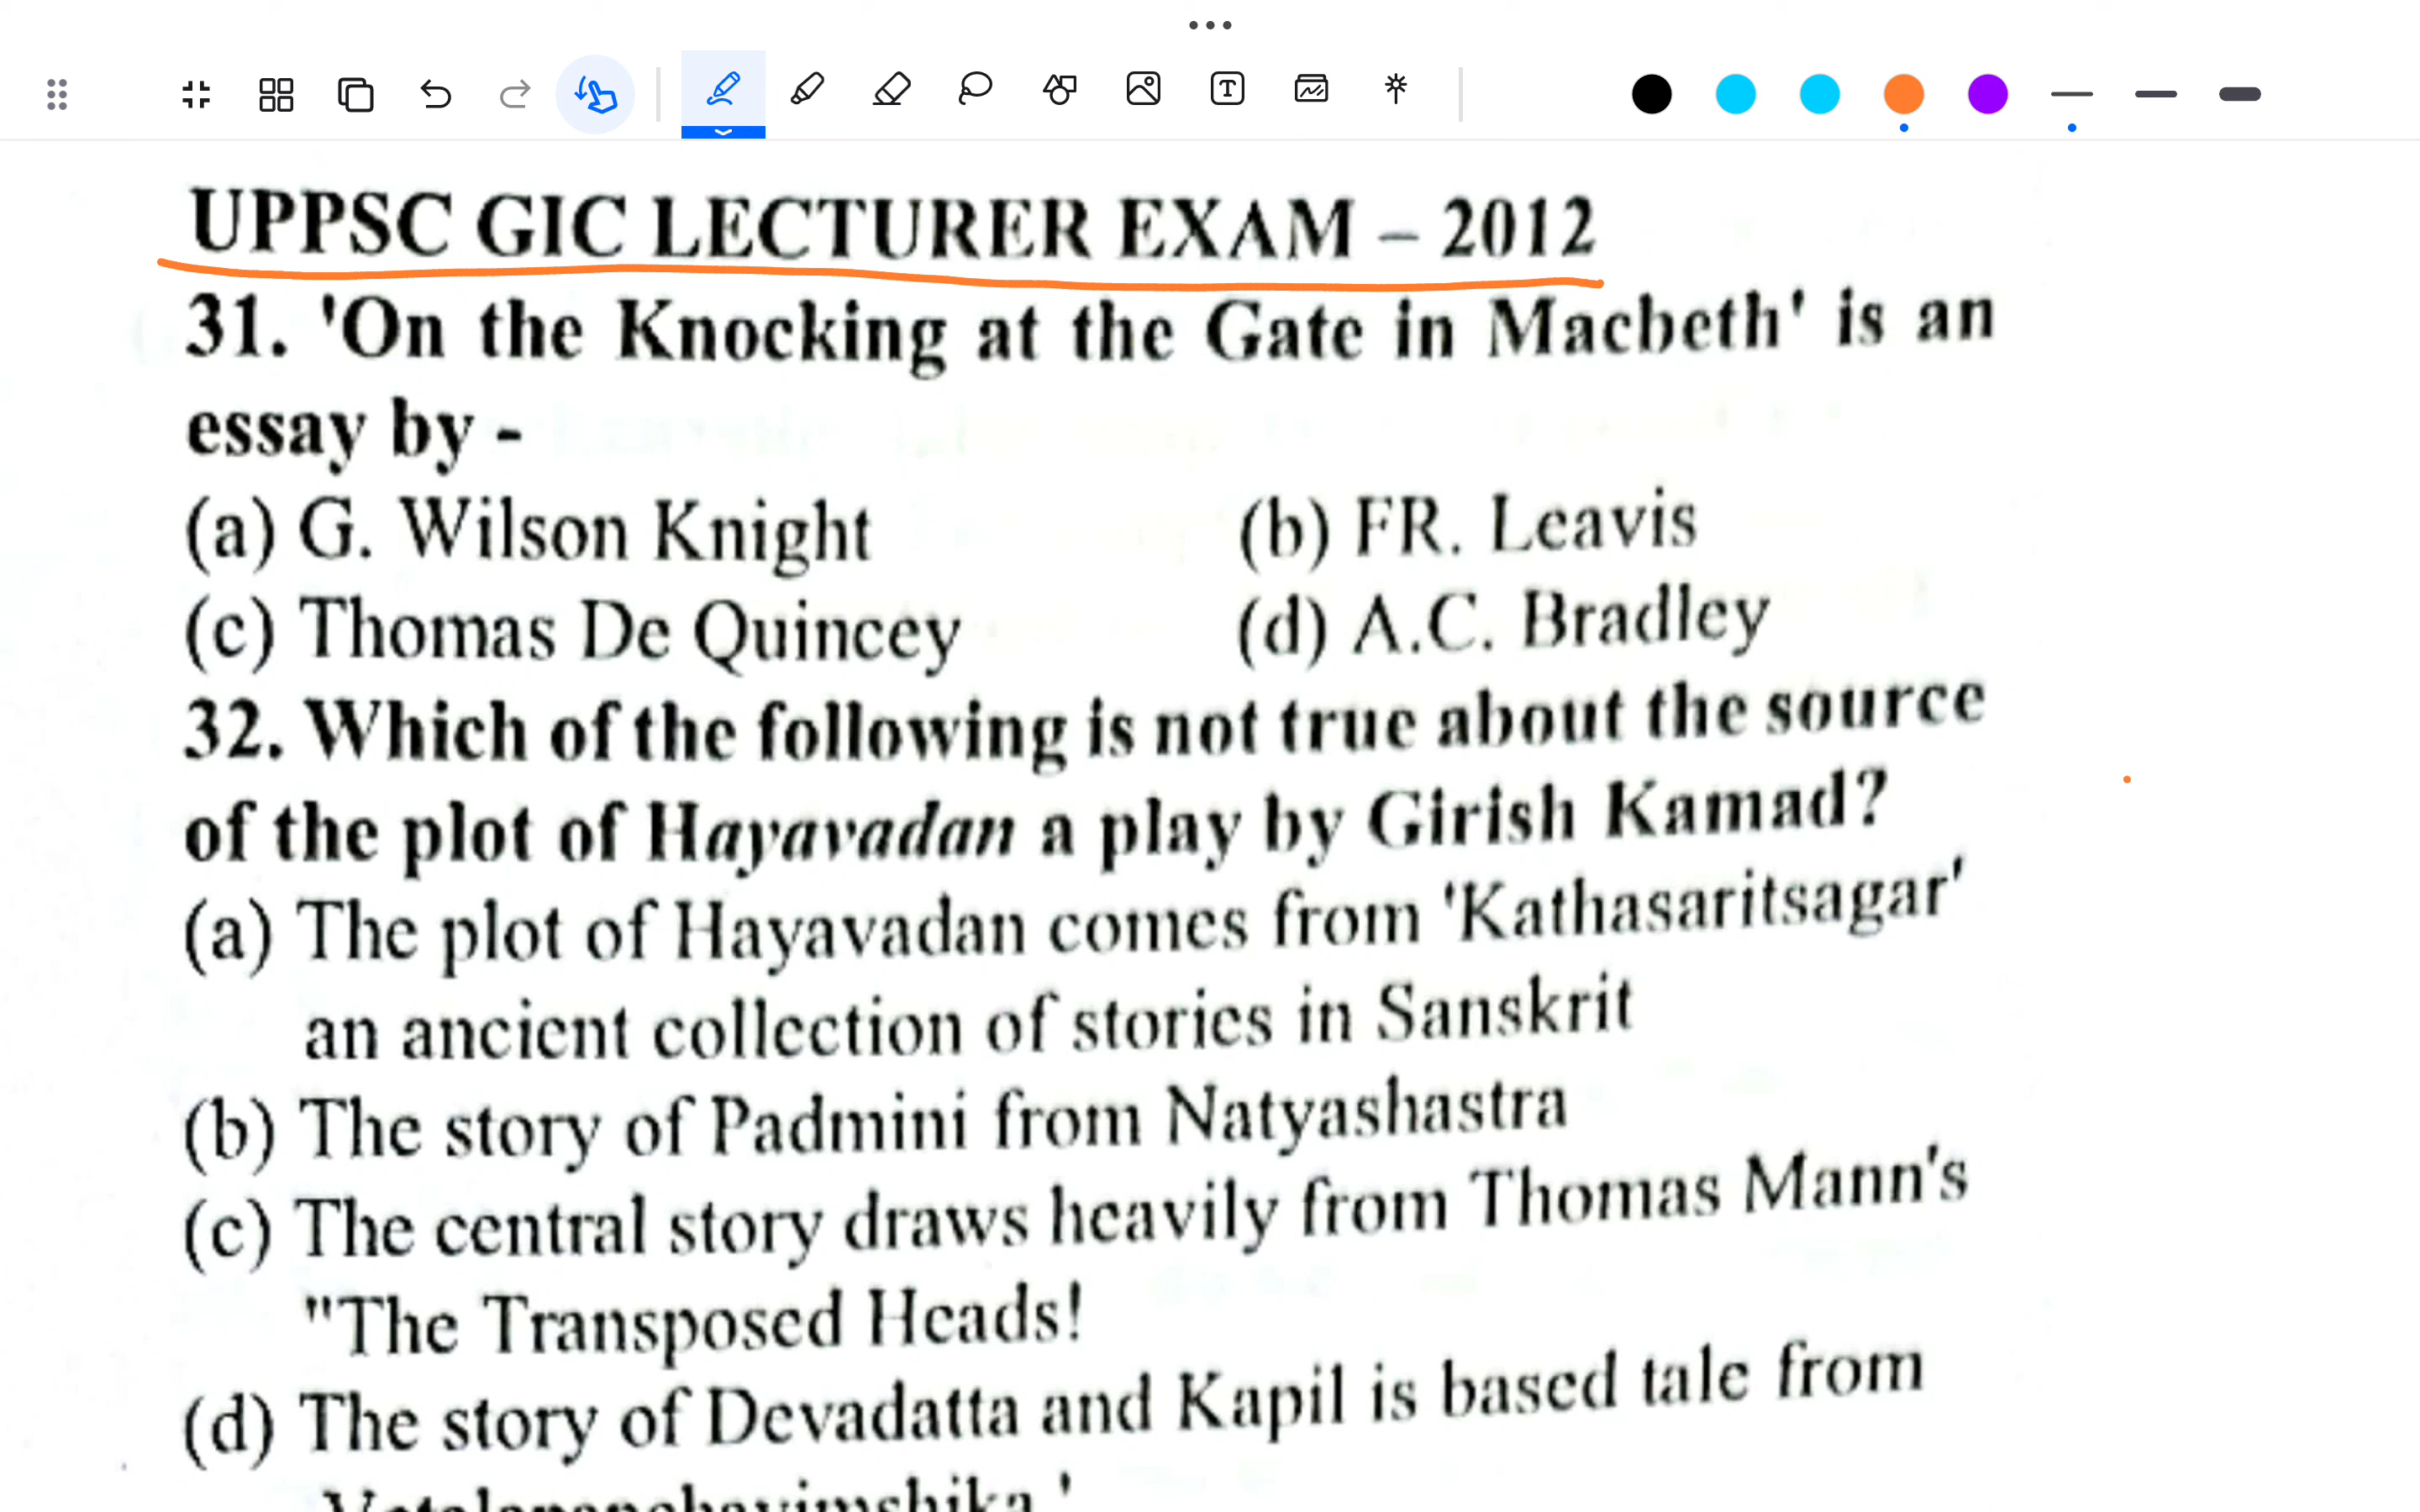 UPPSC GIC LECTURER EXAM – 2012
31. 'On the Knocking at the Gate in Macbeth' is an
essay by -
(a) G. Wilson Knight (b) FR. Leavis
(c) Thomas De Quincey (d) A.C. Bradley
32. Which of the following is not true about the source
of the plot of Hayavadan a play by Girish Kamad?
(a) The plot of Hayavadan comes from 'Kathasaritsagar'
an ancient collection of stories in Sanskrit
(b) The story of Padmini from Natyashastra
(c) The central story draws heavily from Thomas Mann's
"The Transposed Heads!
(d) The story of Devadatta and Kapil is based tale from